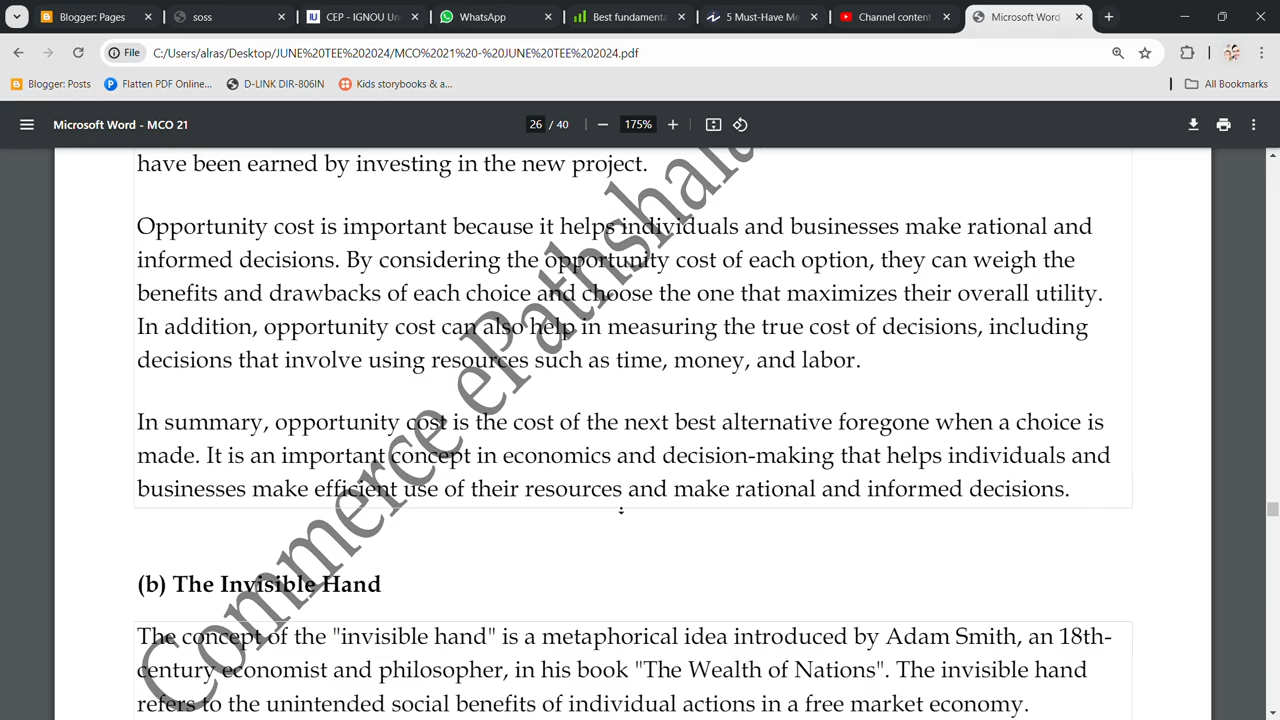 Blogger: Pages
soss
CEP - IGNOU Un
WhatsApp
Best fundamenta
5 Must-Have Me
Channel content
Microsoft Word
File
C:/Users/alras/Desktop/JUNE%20TEE%202024/MCO%2021%20-%20JUNE%20TEE%202024.pdf
Blogger: Posts
Flatten PDF Online...
D-LINK DIR-806IN
Kids storybooks & a...
All Bookmarks
Microsoft Word - MCO 21
26 / 40
175%
have been earned by investing in the new project.
Opportunity cost is important because it helps individuals and businesses make rational and
informed decisions. By considering the opportunity cost of each option, they can weigh the
benefits and drawbacks of each choice and choose the one that maximizes their overall utility.
In addition, opportunity cost can also help in measuring the true cost of decisions, including
decisions that involve using resources such as time, money, and labor.
In summary, opportunity cost is the cost of the next best alternative foregone when a choice is
made. It is an important concept in economics and decision-making that helps individuals and
businesses make efficient use of their resources and make rational and informed decisions.
(b) The Invisible Hand
The concept of the "invisible hand" is a metaphorical idea introduced by Adam Smith, an 18th-
century economist and philosopher, in his book "The Wealth of Nations". The invisible hand
refers to the unintended social benefits of individual actions in a free market economy.
Commerce ePathshala